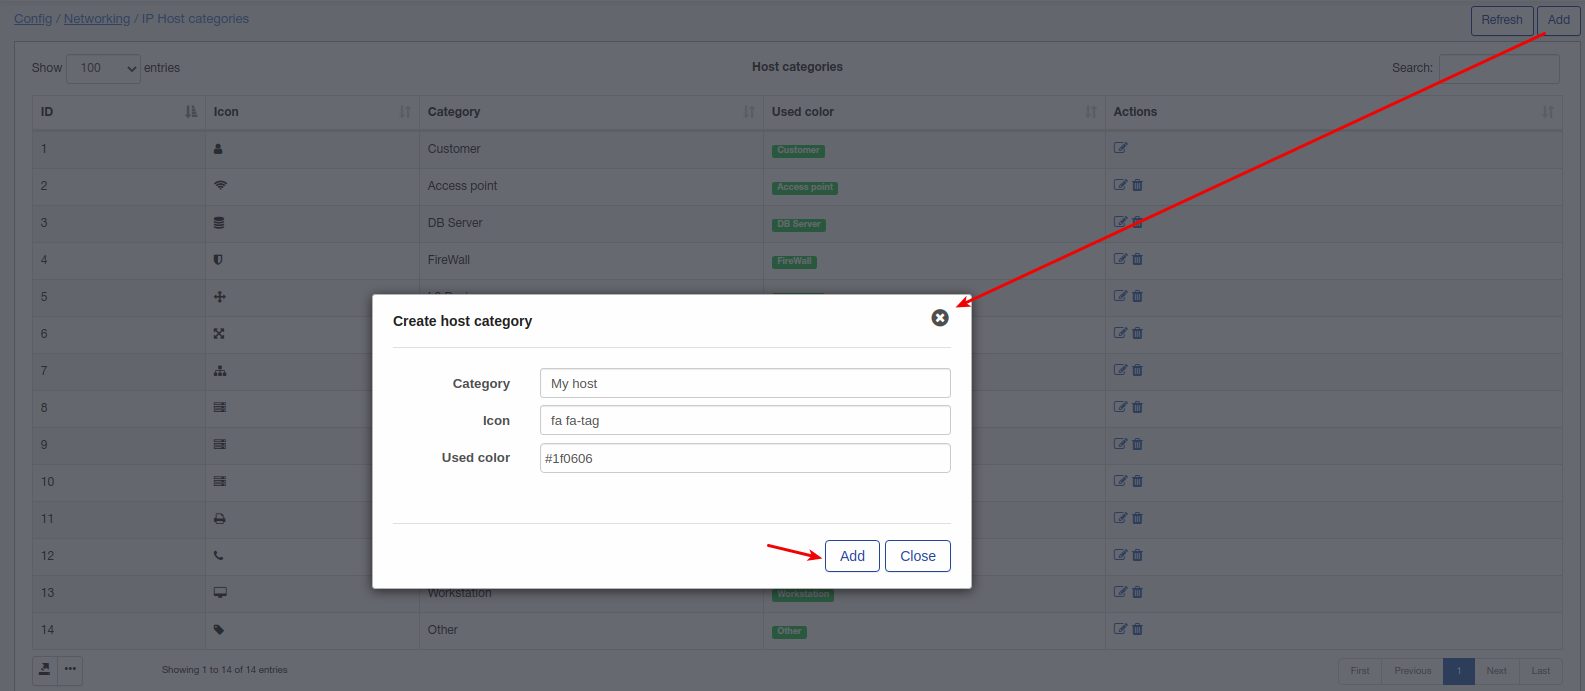 Config / Networking / IP Host categories
Refresh Add
Show 100 entries Host categories Search:
ID Icon Category Used color Actions
1 Customer Customer
2 Access point Access point
3 DB Server DB Server
4 FireWall FireWall
5
6
7
8
9
10
11
12
13 Workstation Workstation
14 Other Other
Create host category
Category My host
Icon fa fa-tag
Used color #1f0606
Add Close
Showing 1 to 14 of 14 entries First Previous 1 Next Last